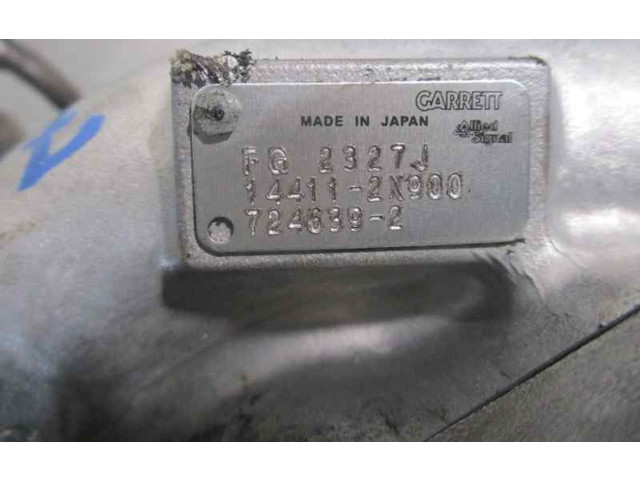 GARRETT
MADE IN JAPAN
Allied Signal
FG 2327J
14411-2X900
724639-2